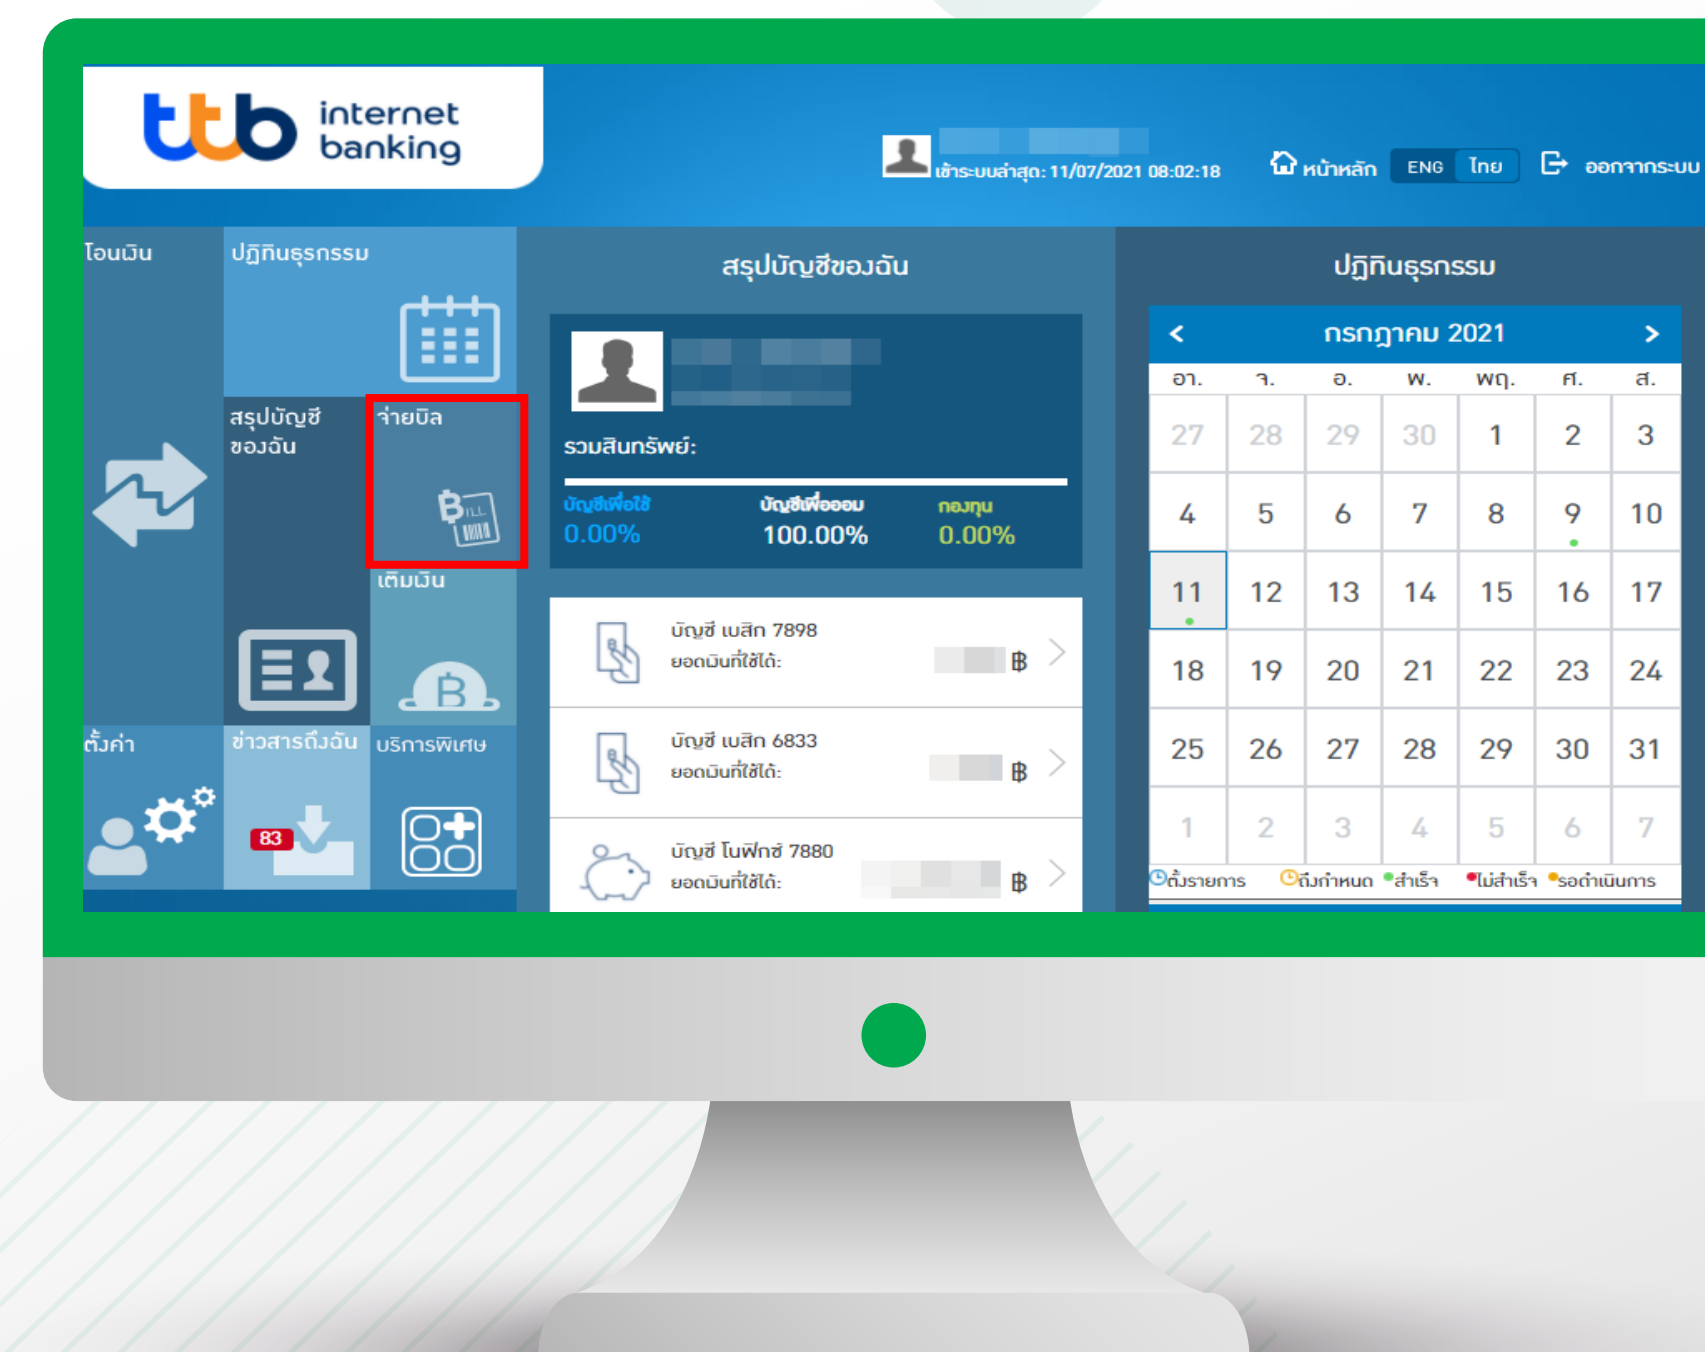 ttb internet
banking
เข้าระบบล่าสุด: 11/07/2021 08:02:18
หน้าหลัก
ENG ไทย
ออกจากระบบ
โอนเงิน
ปฏิทินธุรกรรม
สรุปบัญชี
ของฉัน
จ่ายบิล
BILL
เติมเงิน
B
ตั้งค่า
ข่าวสารถึงฉัน
83
บริการพิเศษ
สรุปบัญชีของฉัน
รวมสินทรัพย์:
บัญชีเพื่อใช้ บัญชีเพื่อออม กองทุน
0.00% 100.00% 0.00%
บัญชี เบสิก 7898
ยอดเงินที่ใช้ได้: ฿
บัญชี เบสิก 6833
ยอดเงินที่ใช้ได้: ฿
บัญชี โนฟิกซ์ 7880
ยอดเงินที่ใช้ได้: ฿
ปฏิทินธุรกรรม
< กรกฎาคม 2021 >
อา. จ. อ. พ. พฤ. ศ. ส.
27 28 29 30 1 2 3
4 5 6 7 8 9 10
11 12 13 14 15 16 17
18 19 20 21 22 23 24
25 26 27 28 29 30 31
1 2 3 4 5 6 7
ตั้งรายการ ถึงกำหนด สำเร็จ ไม่สำเร็จ รอดำเนินการ